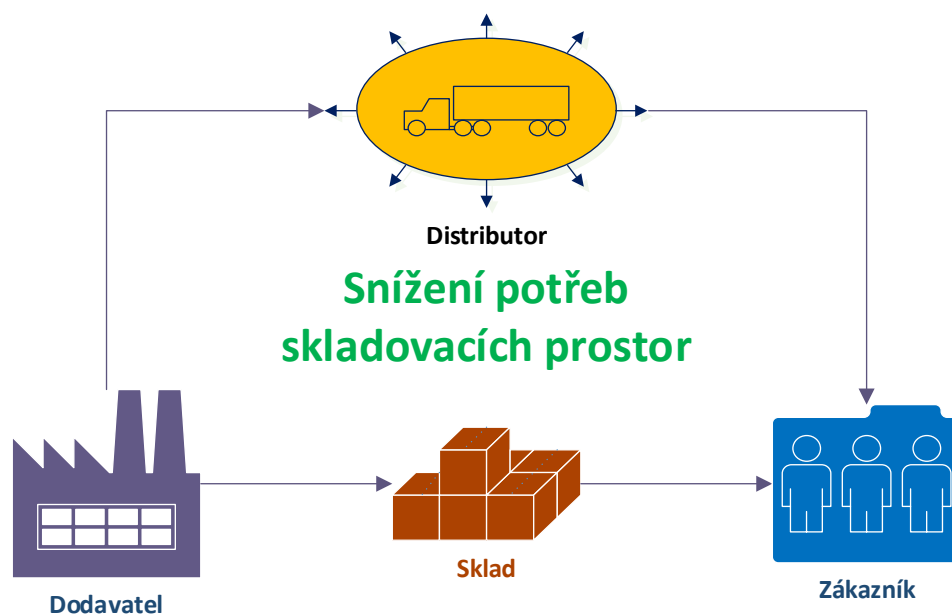 Distributor
Snížení potřeb
skladovacích prostor
Sklad
Dodavatel
Zákazník